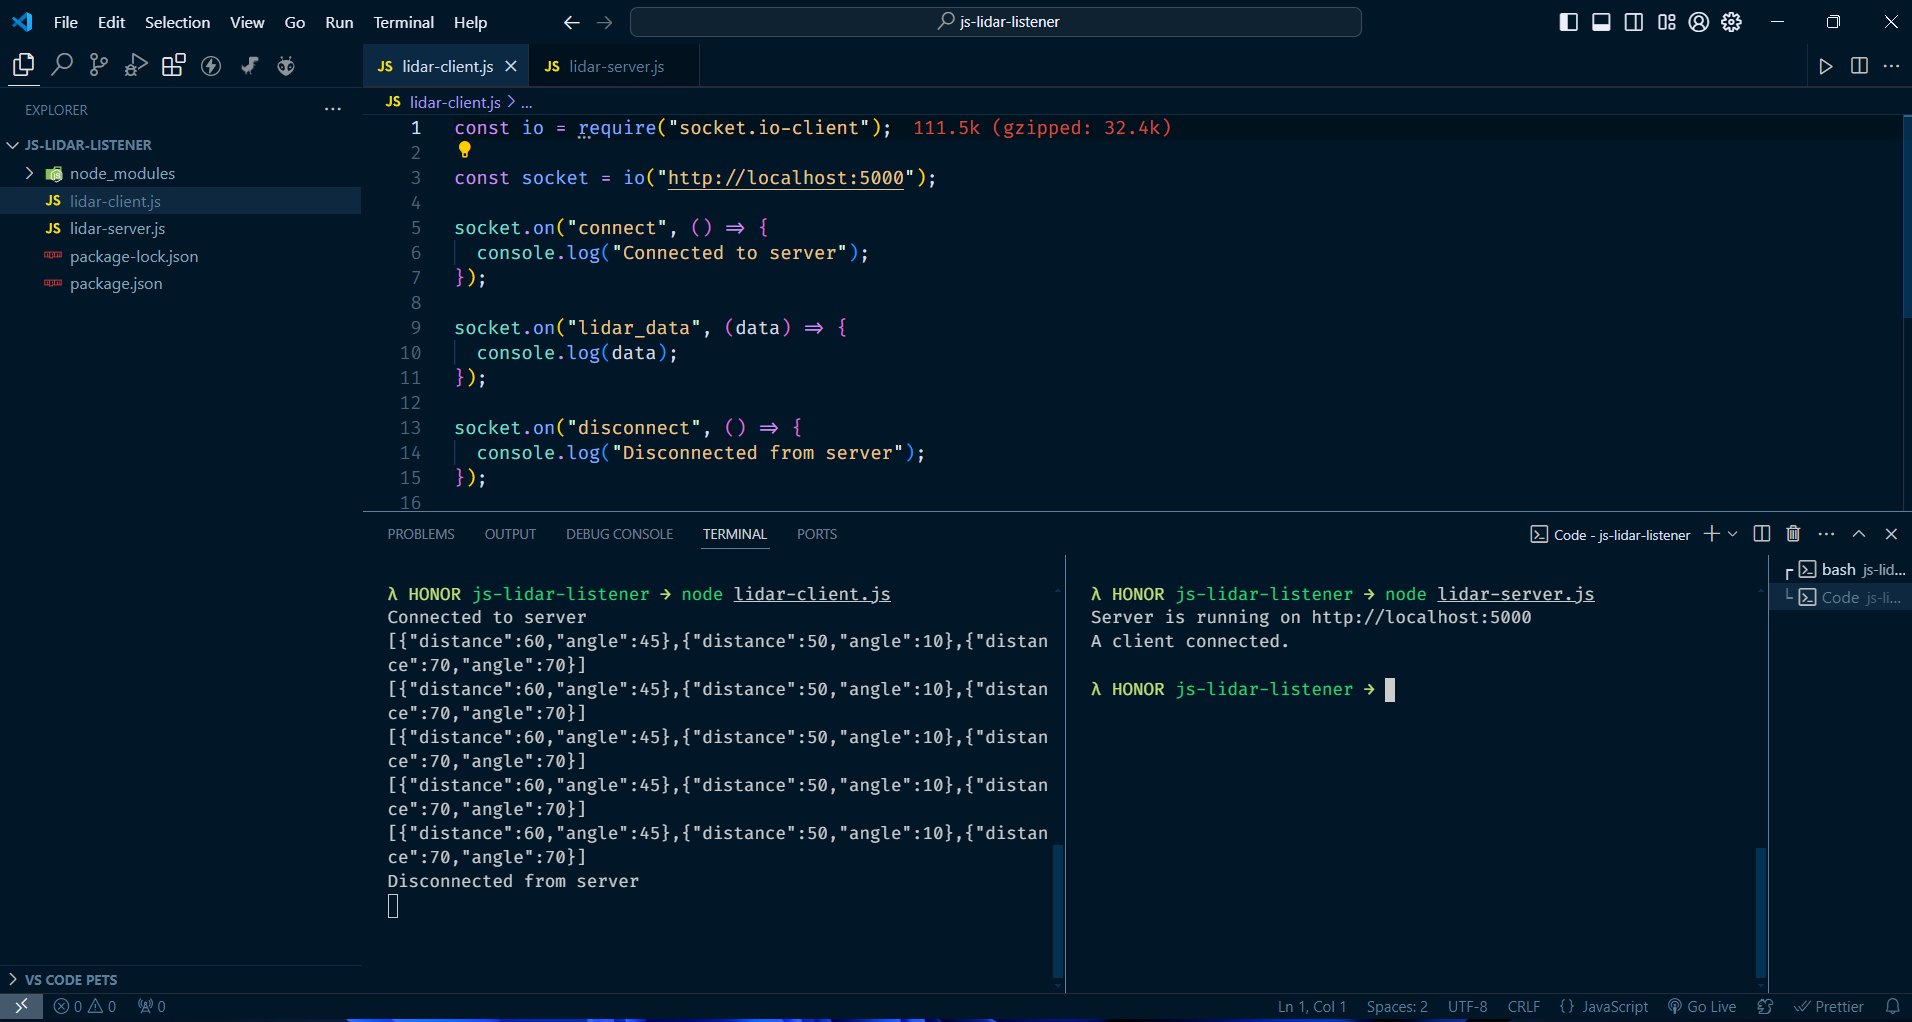 File Edit Selection View Go Run Terminal Help
js-lidar-listener
JS lidar-client.js
JS lidar-server.js
EXPLORER
JS lidar-client.js > ...
JS-LIDAR-LISTENER
node_modules
JS lidar-client.js
JS lidar-server.js
package-lock.json
package.json
1 const io = require("socket.io-client"); 111.5k (gzipped: 32.4k)
2
3 const socket = io("http://localhost:5000");
4
5 socket.on("connect", () => {
6 console.log("Connected to server");
7 });
8
9 socket.on("lidar_data", (data) => {
10 console.log(data);
11 });
12
13 socket.on("disconnect", () => {
14 console.log("Disconnected from server");
15 });
16
PROBLEMS OUTPUT DEBUG CONSOLE TERMINAL PORTS
Code - js-lidar-listener
λ HONOR js-lidar-listener → node lidar-client.js
Connected to server
[{"distance":60,"angle":45},{"distance":50,"angle":10},{"distan
ce":70,"angle":70}]
[{"distance":60,"angle":45},{"distance":50,"angle":10},{"distan
ce":70,"angle":70}]
[{"distance":60,"angle":45},{"distance":50,"angle":10},{"distan
ce":70,"angle":70}]
[{"distance":60,"angle":45},{"distance":50,"angle":10},{"distan
ce":70,"angle":70}]
[{"distance":60,"angle":45},{"distance":50,"angle":10},{"distan
ce":70,"angle":70}]
Disconnected from server
λ HONOR js-lidar-listener → node lidar-server.js
Server is running on http://localhost:5000
A client connected.
λ HONOR js-lidar-listener →
bash js-lid...
Code js-li...
VS CODE PETS
0 0 0
Ln 1, Col 1 Spaces: 2 UTF-8 CRLF {} JavaScript Go Live Prettier